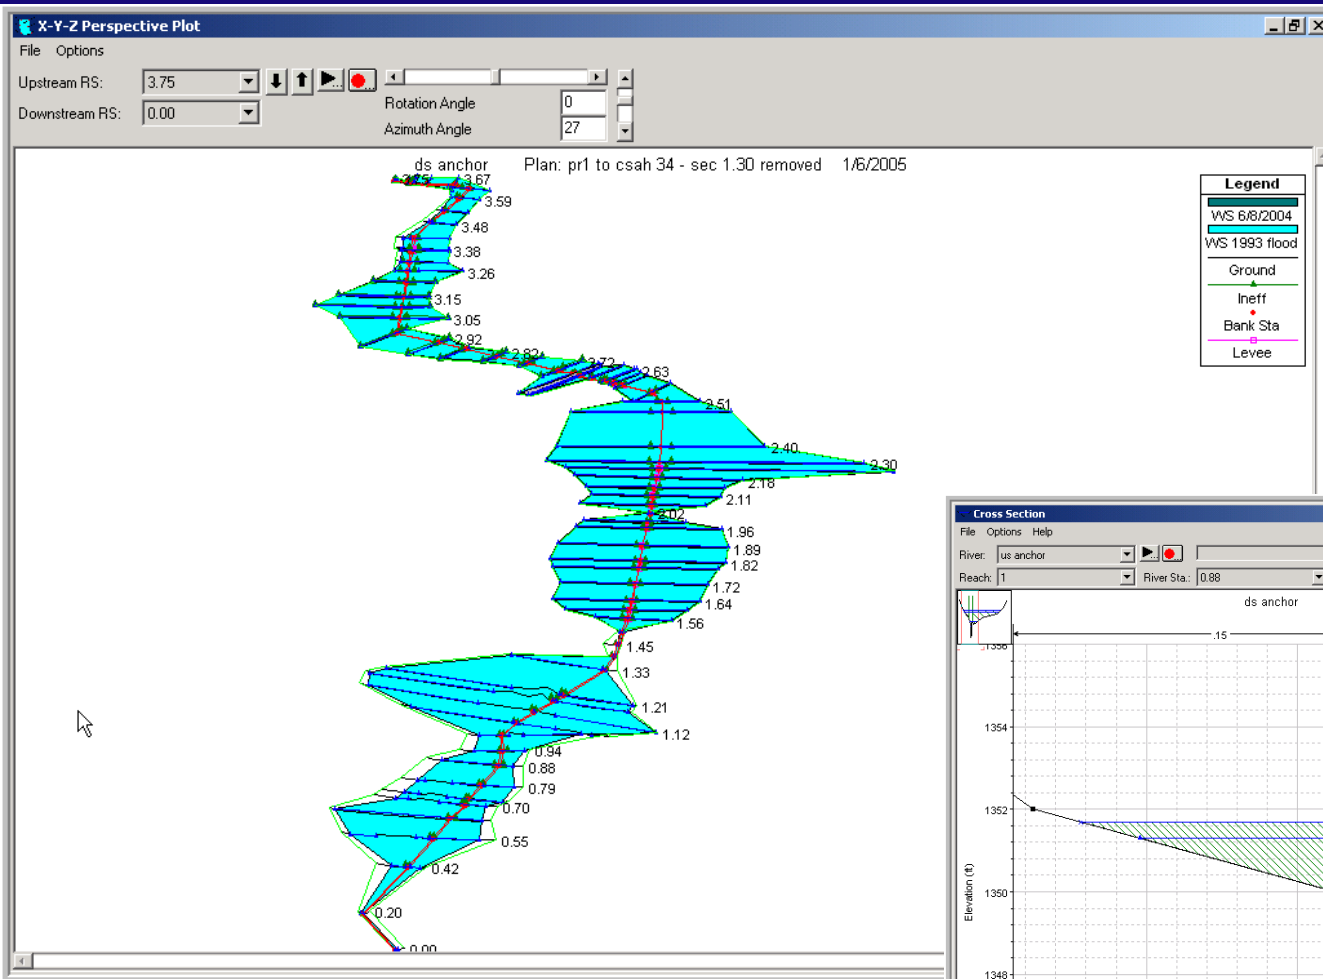 X-Y-Z Perspective Plot
File Options
Upstream RS: 3.75
Downstream RS: 0.00
Rotation Angle 0
Azimuth Angle 27
ds anchor Plan: pr1 to csah 34 - sec 1.30 removed 1/6/2005
Legend
WS 6/8/2004
WS 1993 flood
Ground
Ineff
Bank Sta
Levee
3.75
3.67
3.59
3.48
3.38
3.26
3.15
3.05
2.92
2.82
2.72
2.63
2.51
2.40
2.30
2.18
2.11
2.02
1.96
1.89
1.82
1.72
1.64
1.56
1.45
1.33
1.21
1.12
0.94
0.88
0.79
0.70
0.55
0.42
0.20
0.00
Cross Section
File Options Help
River: us anchor
Reach: 1 River Sta.: 0.88
ds anchor
.15
1356
1354
1352
1350
1348
Elevation (ft)